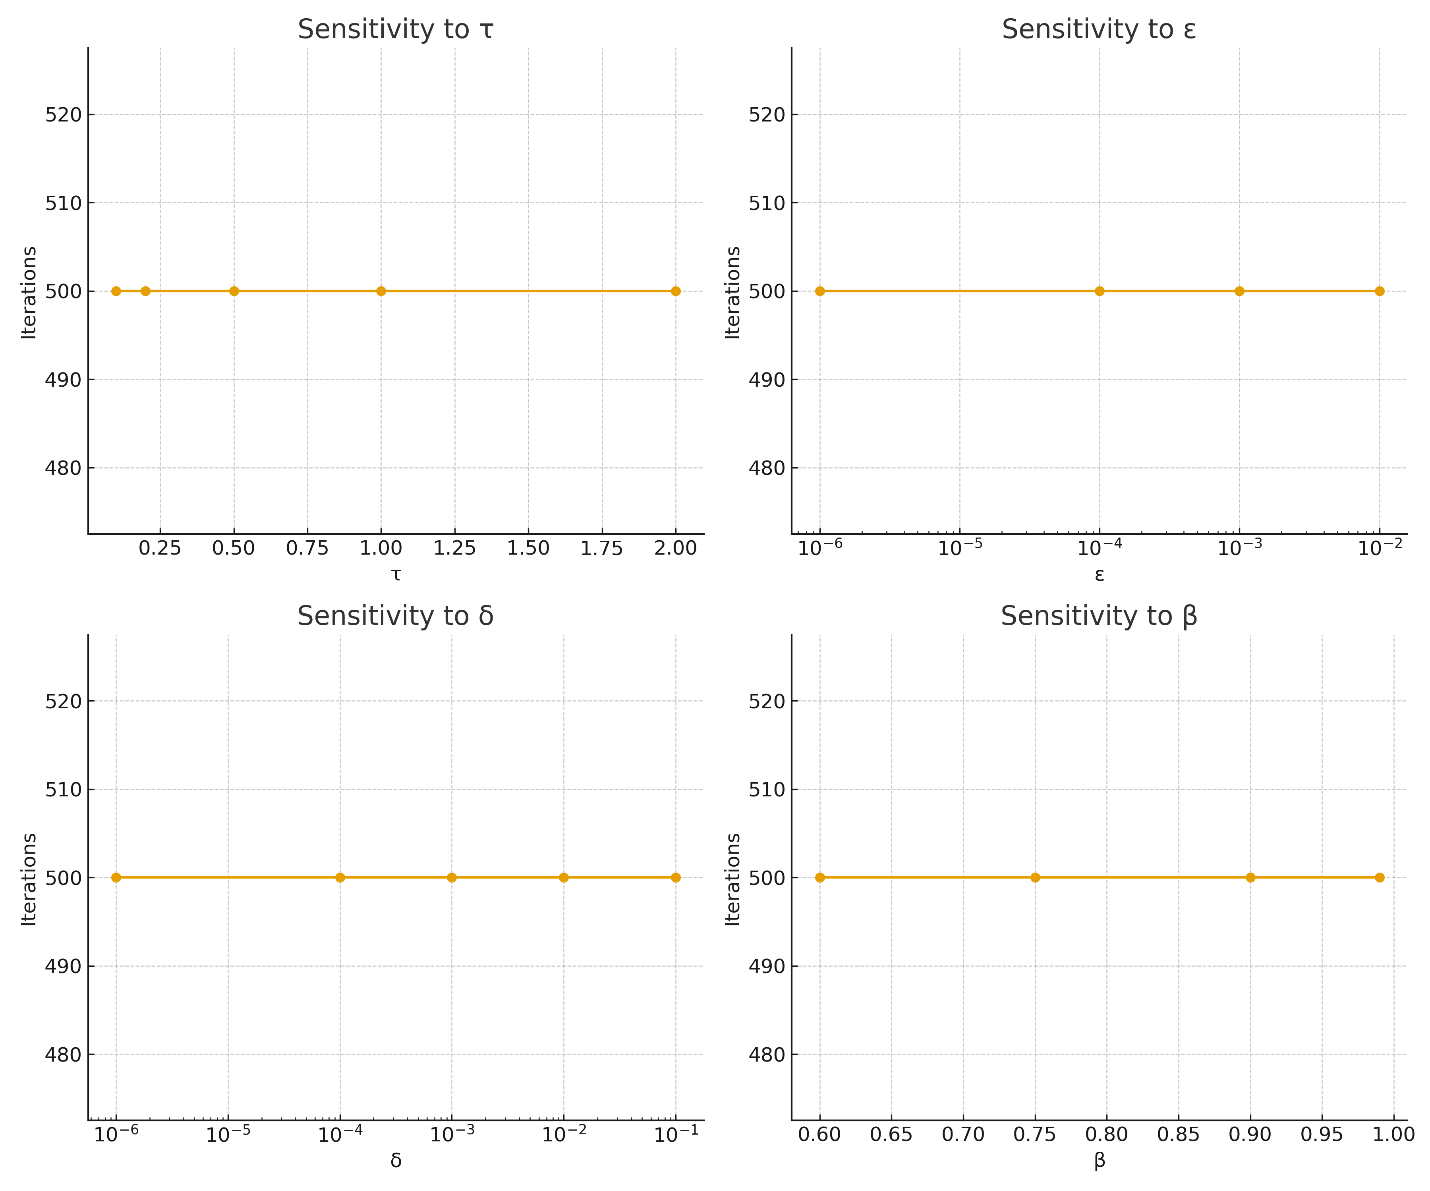 Sensitivity to τ
Iterations
520
510
500
490
480
0.25 0.50 0.75 1.00 1.25 1.50 1.75 2.00
τ
Sensitivity to ε
Iterations
520
510
500
490
480
10⁻⁶ 10⁻⁵ 10⁻⁴ 10⁻³ 10⁻²
ε
Sensitivity to δ
Iterations
520
510
500
490
480
10⁻⁶ 10⁻⁵ 10⁻⁴ 10⁻³ 10⁻² 10⁻¹
δ
Sensitivity to β
Iterations
520
510
500
490
480
0.60 0.65 0.70 0.75 0.80 0.85 0.90 0.95 1.00
β